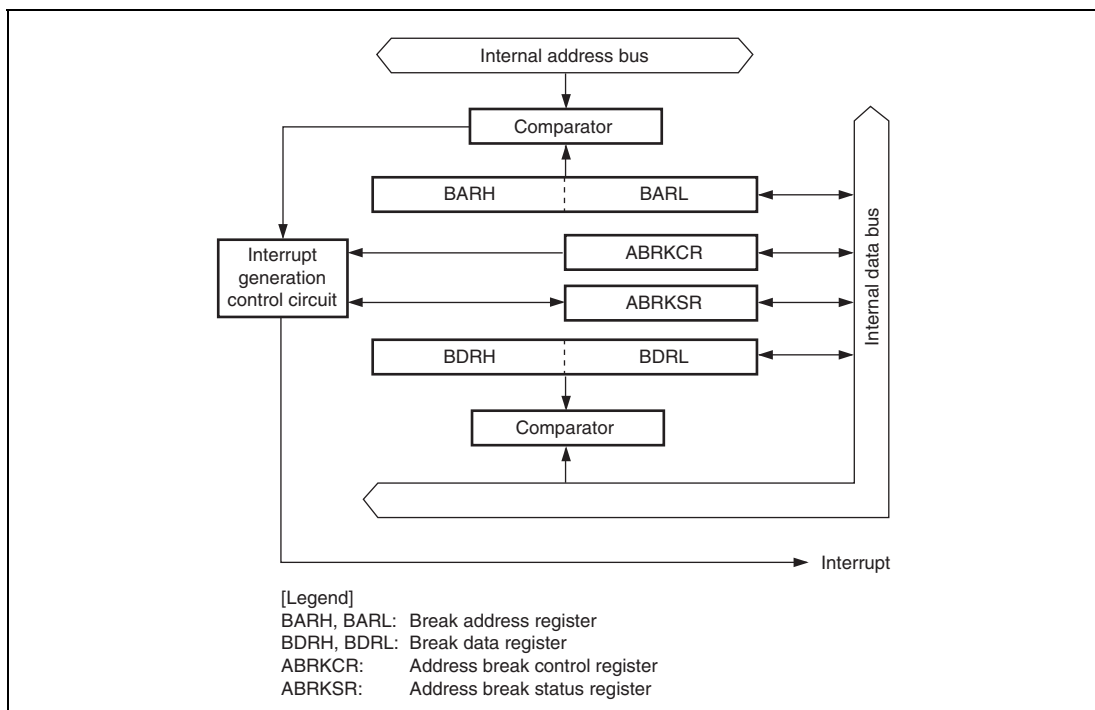 Internal address bus
Comparator
BARH
BARL
Interrupt
generation
control circuit
ABRKCR
ABRKSR
Internal data bus
BDRH
BDRL
Comparator
Interrupt
[Legend]
BARH, BARL: Break address register
BDRH, BDRL: Break data register
ABRKCR: Address break control register
ABRKSR: Address break status register